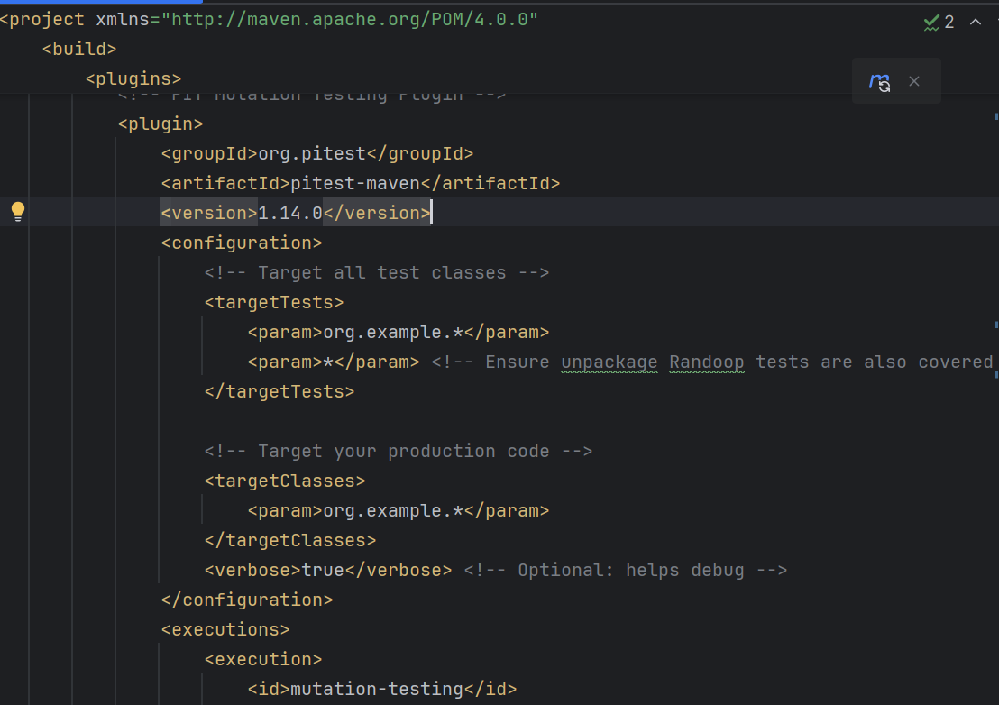 <project xmlns="http://maven.apache.org/POM/4.0.0"
2
<build>
<plugins>
<!-- PIT Mutation Testing Plugin -->
<plugin>
<groupId>org.pitest</groupId>
<artifactId>pitest-maven</artifactId>
<version>1.14.0</version>
<configuration>
<!-- Target all test classes -->
<targetTests>
<param>org.example.*</param>
<param>*</param> <!-- Ensure unpackage Randoop tests are also covered
</targetTests>
<!-- Target your production code -->
<targetClasses>
<param>org.example.*</param>
</targetClasses>
<verbose>true</verbose> <!-- Optional: helps debug -->
</configuration>
<executions>
<execution>
<id>mutation-testing</id>